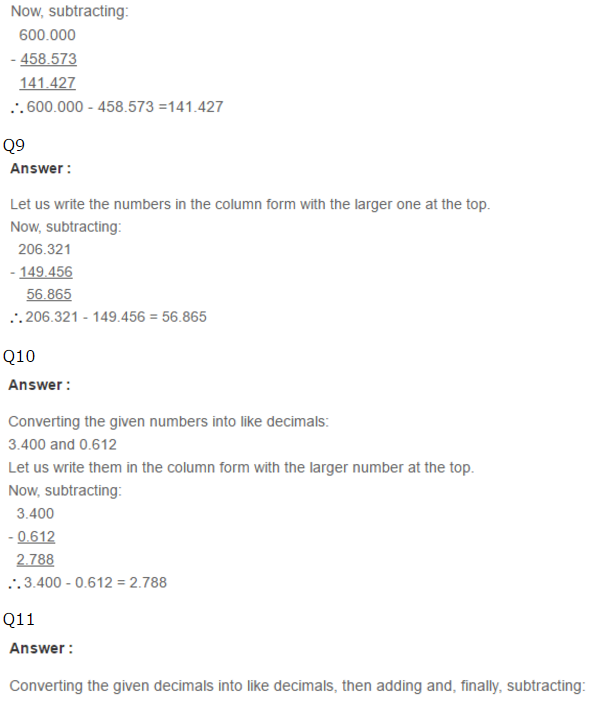 Now, subtracting:
600.000
- 458.573
141.427
∴ 600.000 - 458.573 =141.427
Q9
Answer :
Let us write the numbers in the column form with the larger one at the top.
Now, subtracting:
206.321
- 149.456
56.865
∴ 206.321 - 149.456 = 56.865
Q10
Answer :
Converting the given numbers into like decimals:
3.400 and 0.612
Let us write them in the column form with the larger number at the top.
Now, subtracting:
3.400
- 0.612
2.788
∴ 3.400 - 0.612 = 2.788
Q11
Answer :
Converting the given decimals into like decimals, then adding and, finally, subtracting: